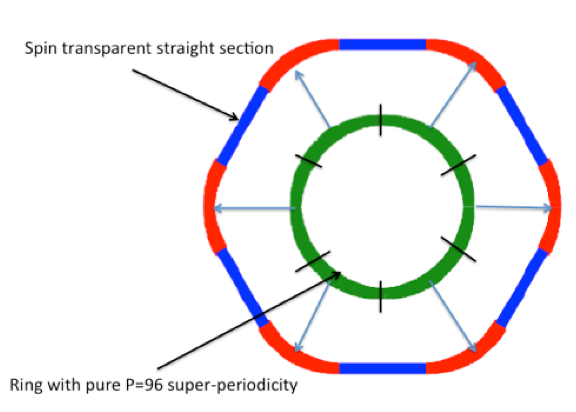 Spin transparent straight section
Ring with pure P=96 super-periodicity